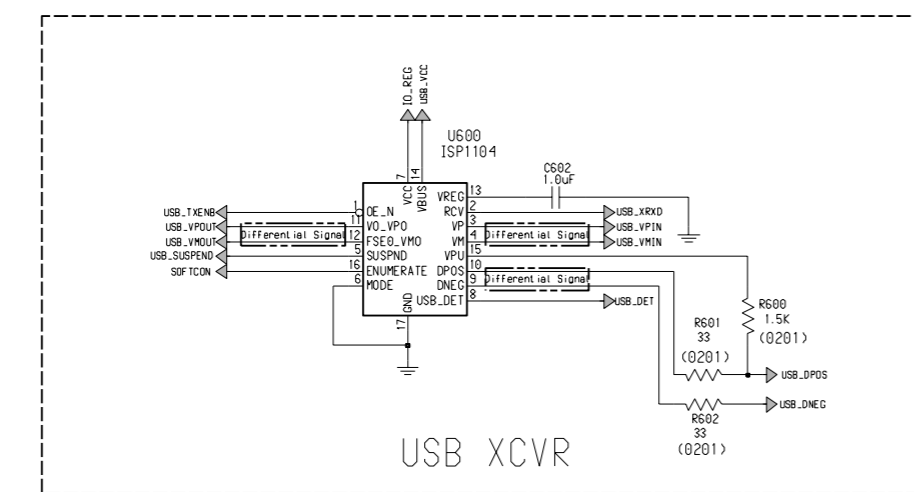 IO_REG
USB_VCC
U600
ISP1104
7
14
VCC
VBUS
C602
1.0uF
USB_TXENB
1
OE_N
VREG
13
USB_VPOUT
11
VO_VPO
RCV
2
USB_XRXD
Differential Signal
VP
3
Differential Signal
USB_VPIN
USB_VMOUT
12
FSE0_VMO
VM
4
USB_VMIN
USB_SUSPEND
5
SUSPND
VPU
15
SOFTCON
16
ENUMERATE
DPOS
10
Differential Signal
6
MODE
DNEG
9
USB_DET
8
USB_DET
GND
17
R600
1.5K
(0201)
R601
33
(0201)
USB_DPOS
USB_DNEG
R602
33
(0201)
USB XCVR